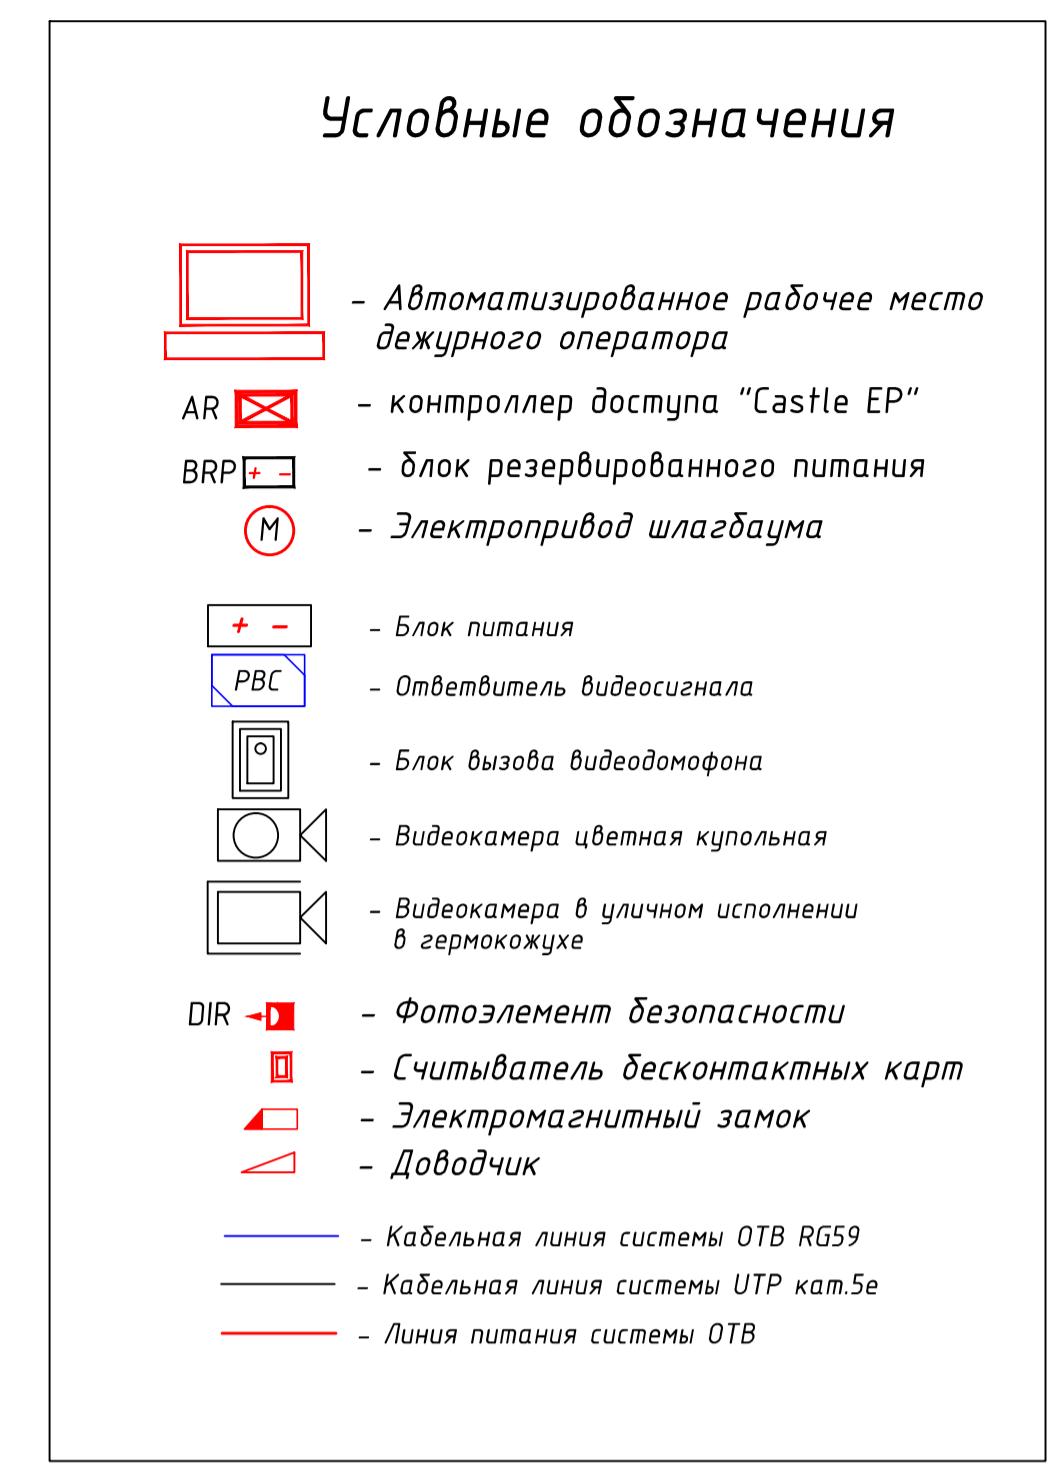 Условные обозначения
- Автоматизированное рабочее место
дежурного оператора
AR - контроллер доступа "Castle EP"
BRP + - - блок резервированного питания
М - Электропривод шлагбаума
+ - - Блок питания
РВС - Ответвитель видеосигнала
- Блок вызова видеодомофона
- Видеокамера цветная купольная
- Видеокамера в уличном исполнении
в гермокожухе
DIR - Фотоэлемент безопасности
- Считыватель бесконтактных карт
- Электромагнитный замок
- Доводчик
- Кабельная линия системы ОТВ RG59
- Кабельная линия системы UTP кат.5е
- Линия питания системы ОТВ